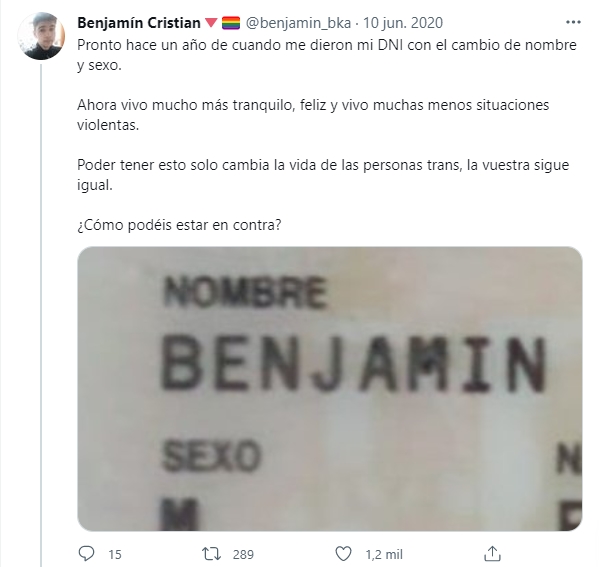 Benjamín Cristian @benjamin_bka · 10 jun. 2020
Pronto hace un año de cuando me dieron mi DNI con el cambio de nombre
y sexo.
Ahora vivo mucho más tranquilo, feliz y vivo muchas menos situaciones
violentas.
Poder tener esto solo cambia la vida de las personas trans, la vuestra sigue
igual.
¿Cómo podéis estar en contra?
NOMBRE
BENJAMIN
SEXO N
M
15 289 1,2 mil